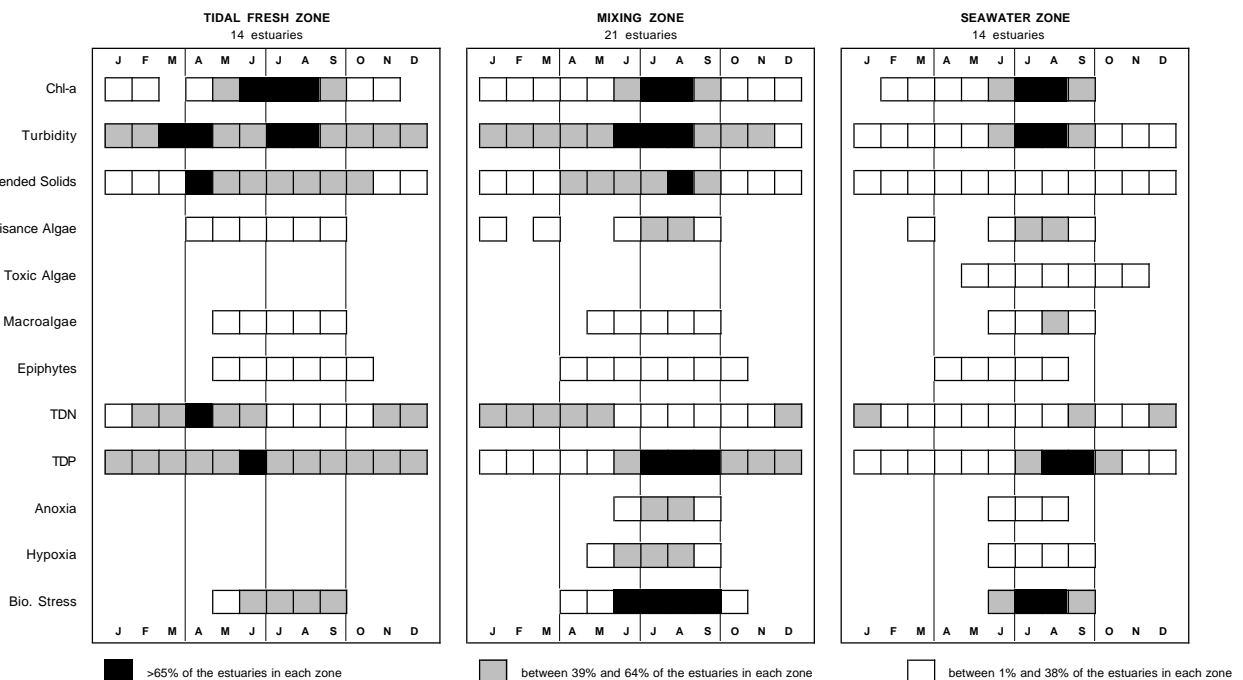 TIDAL FRESH ZONE MIXING ZONE SEAWATER ZONE
14 estuaries 21 estuaries 14 estuaries
J F M A M J J A S O N D J F M A M J J A S O N D J F M A M J J A S O N D
Chl-a
Turbidity
ended Solids
isance Algae
Toxic Algae
Macroalgae
Epiphytes
TDN
TDP
Anoxia
Hypoxia
Bio. Stress
J F M A M J J A S O N D J F M A M J J A S O N D J F M A M J J A S O N D
>65% of the estuaries in each zone between 39% and 64% of the estuaries in each zone between 1% and 38% of the estuaries in each zone